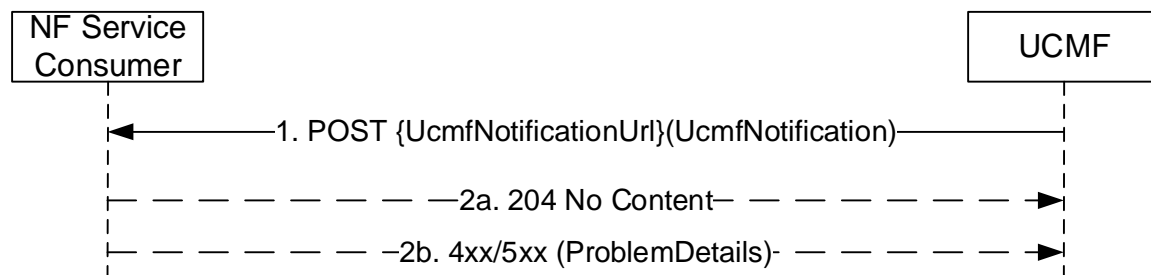 NF Service
Consumer
UCMF
1. POST {UcmfNotificationUrl}(UcmfNotification)
2a. 204 No Content
2b. 4xx/5xx (ProblemDetails)